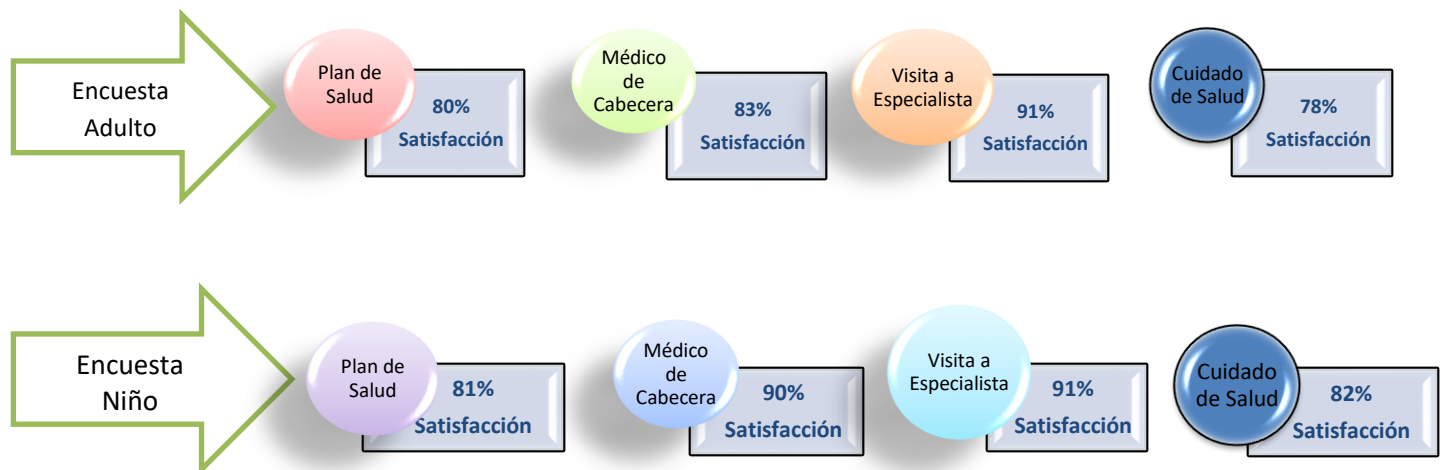 Encuesta
Adulto
Plan de
Salud
80%
Satisfacción
Médico
de
Cabecera
83%
Satisfacción
Visita a
Especialista
91%
Satisfacción
Cuidado
de Salud
78%
Satisfacción
Encuesta
Niño
Plan de
Salud
81%
Satisfacción
Médico
de
Cabecera
90%
Satisfacción
Visita a
Especialista
91%
Satisfacción
Cuidado
de Salud
82%
Satisfacción